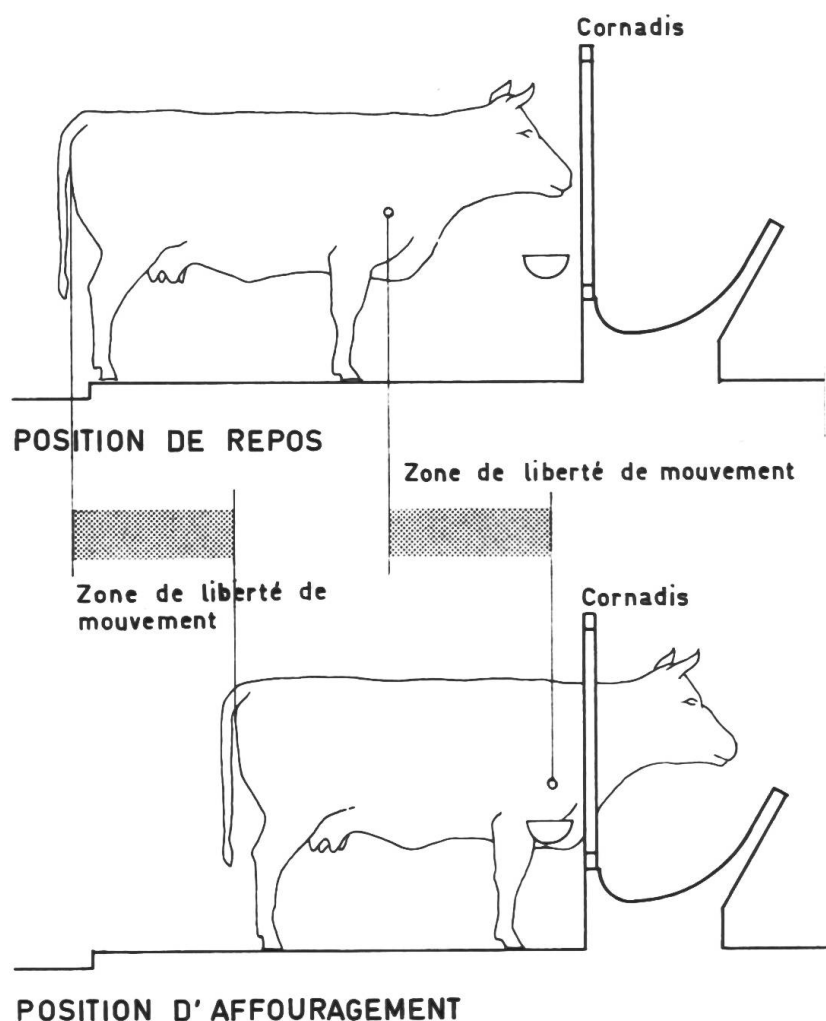 Cornadis
POSITION DE REPOS
Zone de liberté de mouvement
Zone de liberté de
mouvement
Cornadis
POSITION D'AFFOURAGEMENT